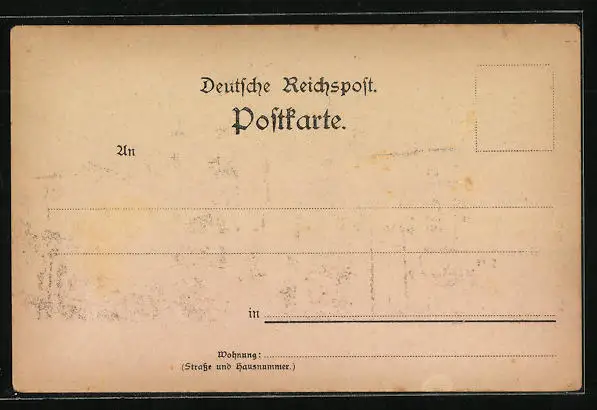 Deutsche Reichspost.
Postkarte.
An
in
Wohnung:
(Straße und Hausnummer.)